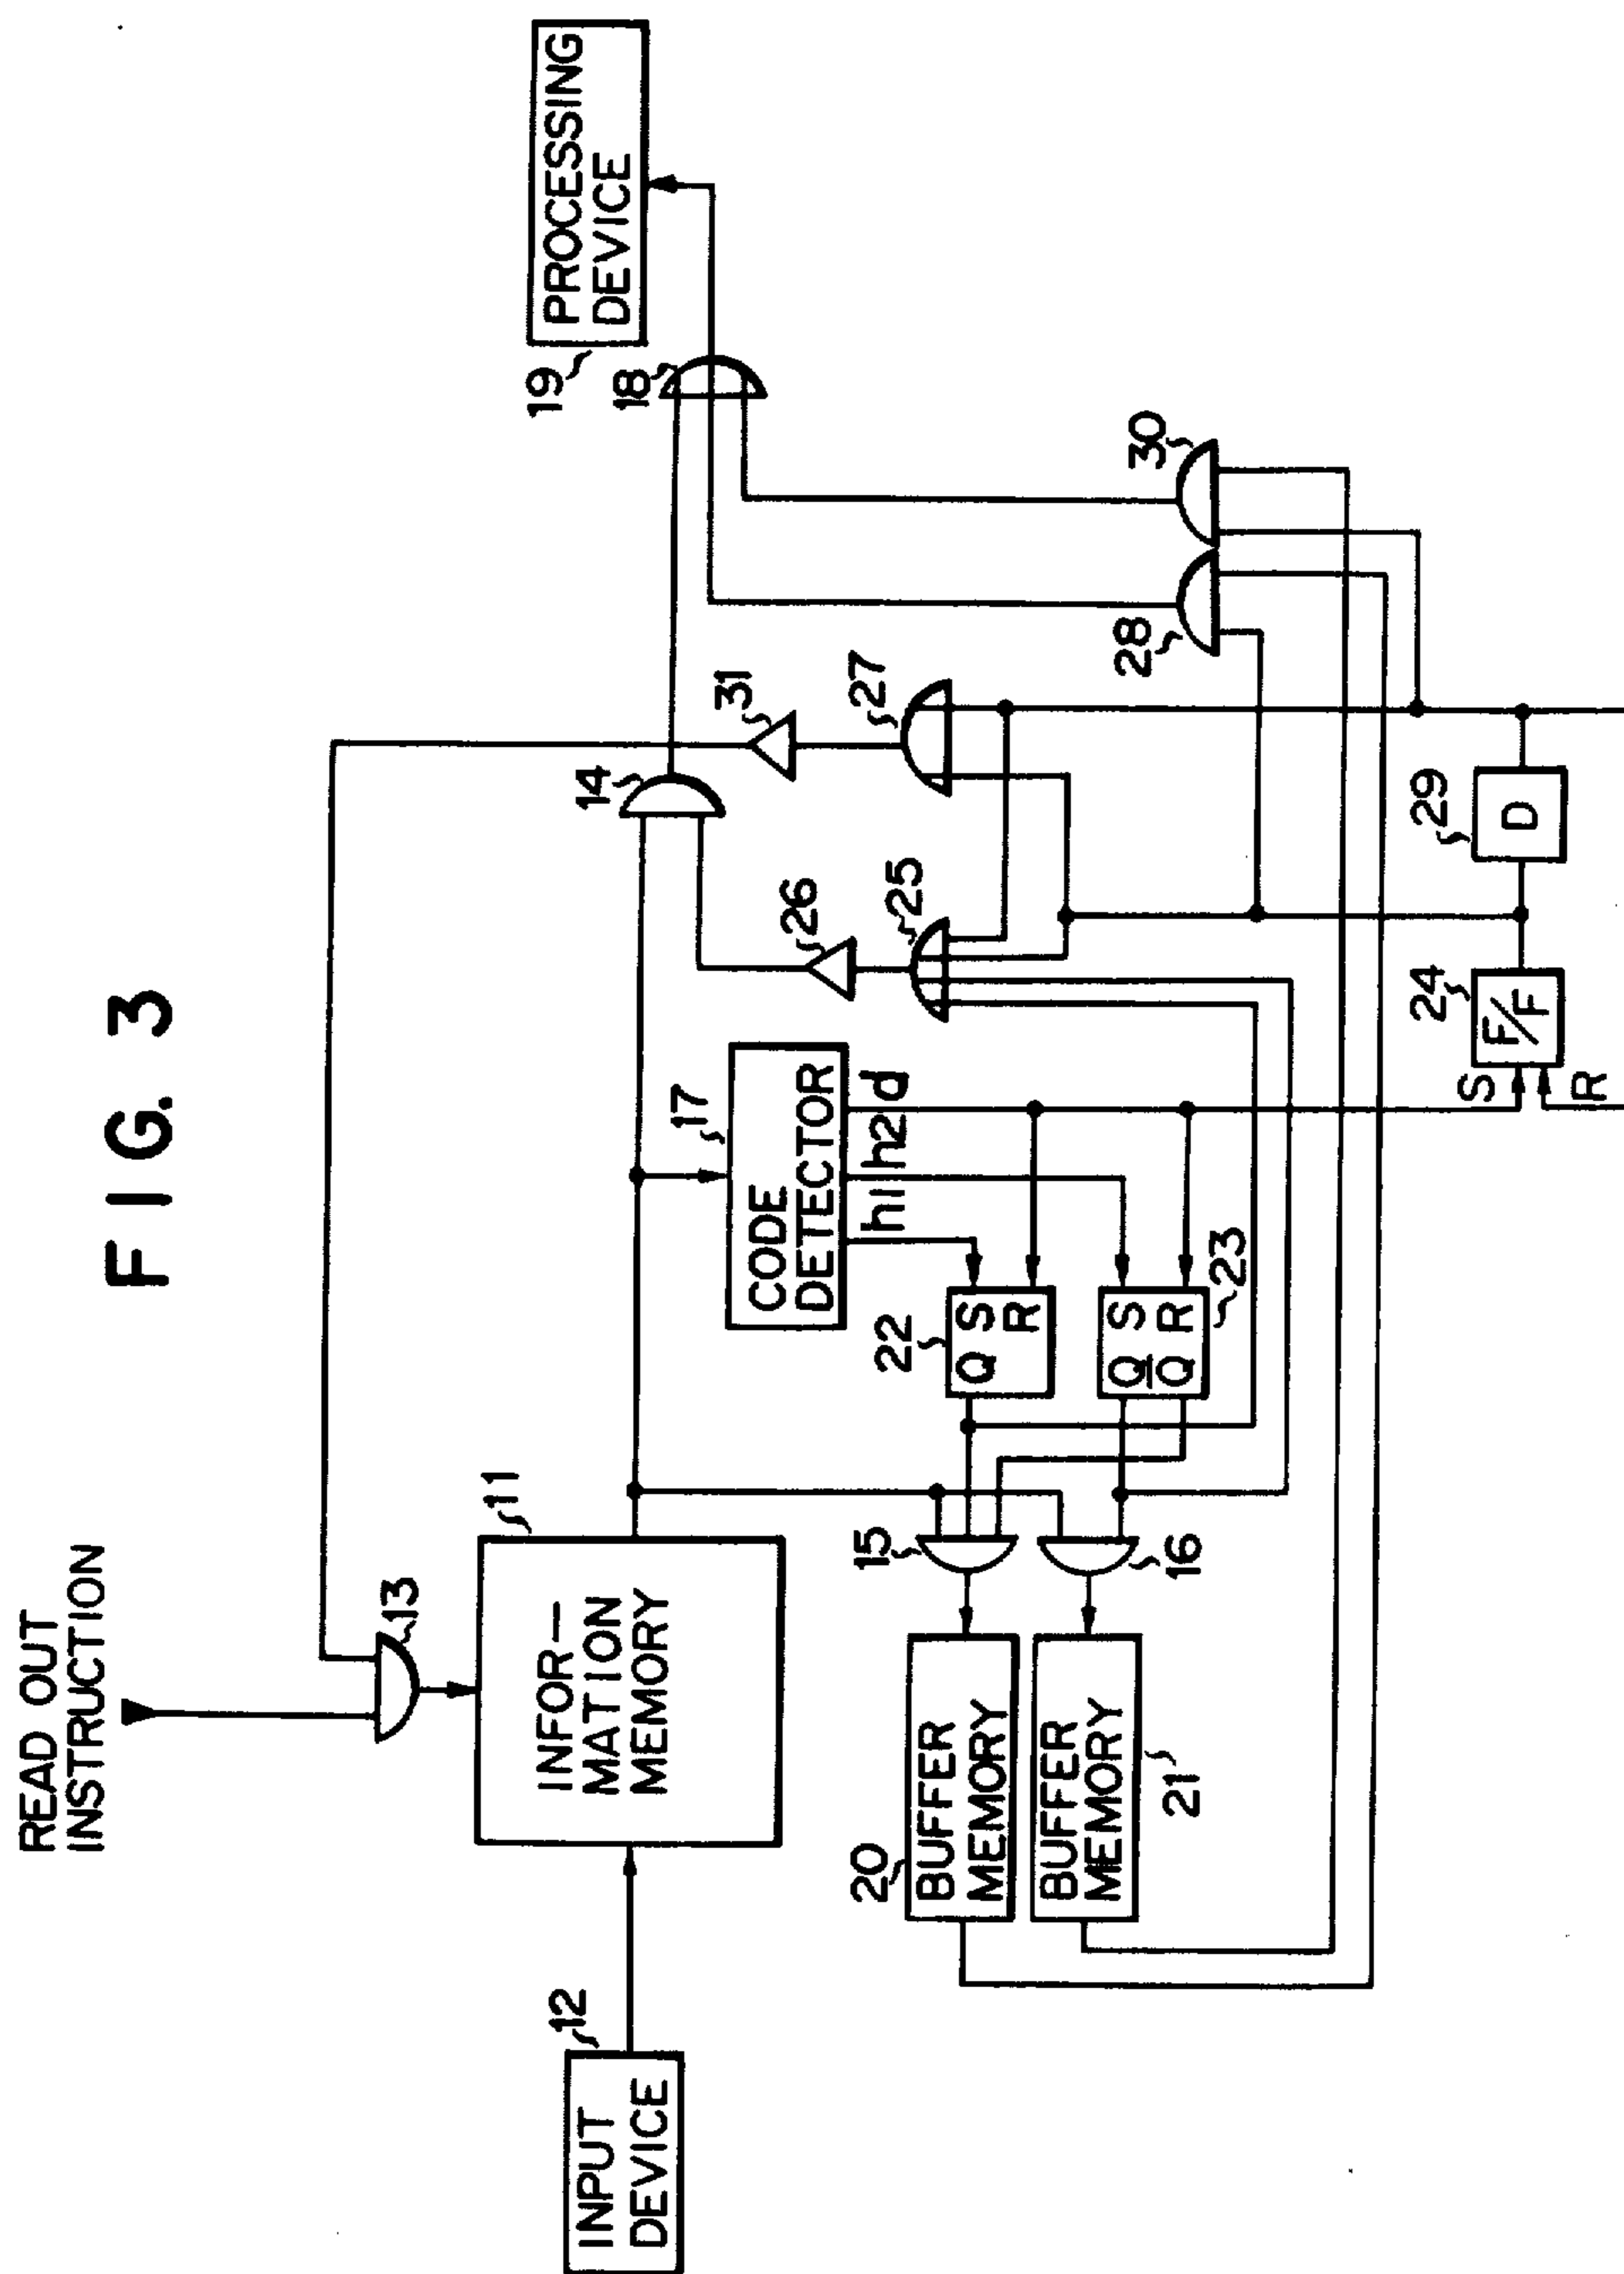 FIG. 3
READ OUT
INSTRUCTION
13
INPUT
DEVICE
12
INFOR-
MATION
MEMORY
11
14
18
19
PROCESSING
DEVICE
17
CODE
DETECTOR
h1
h2
d
26
31
25
27
22
Q S
R
23
Q S
Q̅ R
15
16
20
BUFFER
MEMORY
BUFFER
MEMORY
21
28
30
24
S
F/F
R
29
D